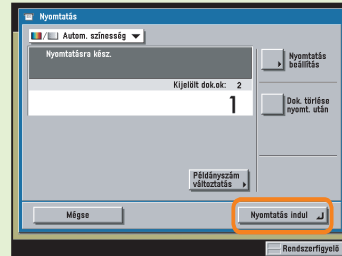 Nyomtatás
Autom. színesség
Nyomtatásra kész.
Kijelölt dok.ok: 2
1
Nyomtatás
beállítás
Dok. törlése
nyomt. után
Példányszám
változtatás
Mégse
Nyomtatás indul
Rendszerfigyelő